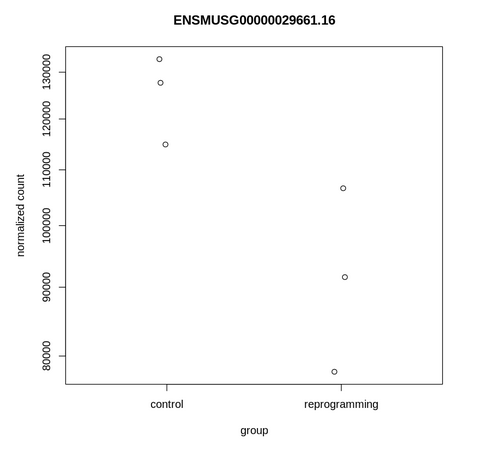 ENSMUSG00000029661.16
normalized count
130000
120000
110000
100000
90000
80000
control
reprogramming
group